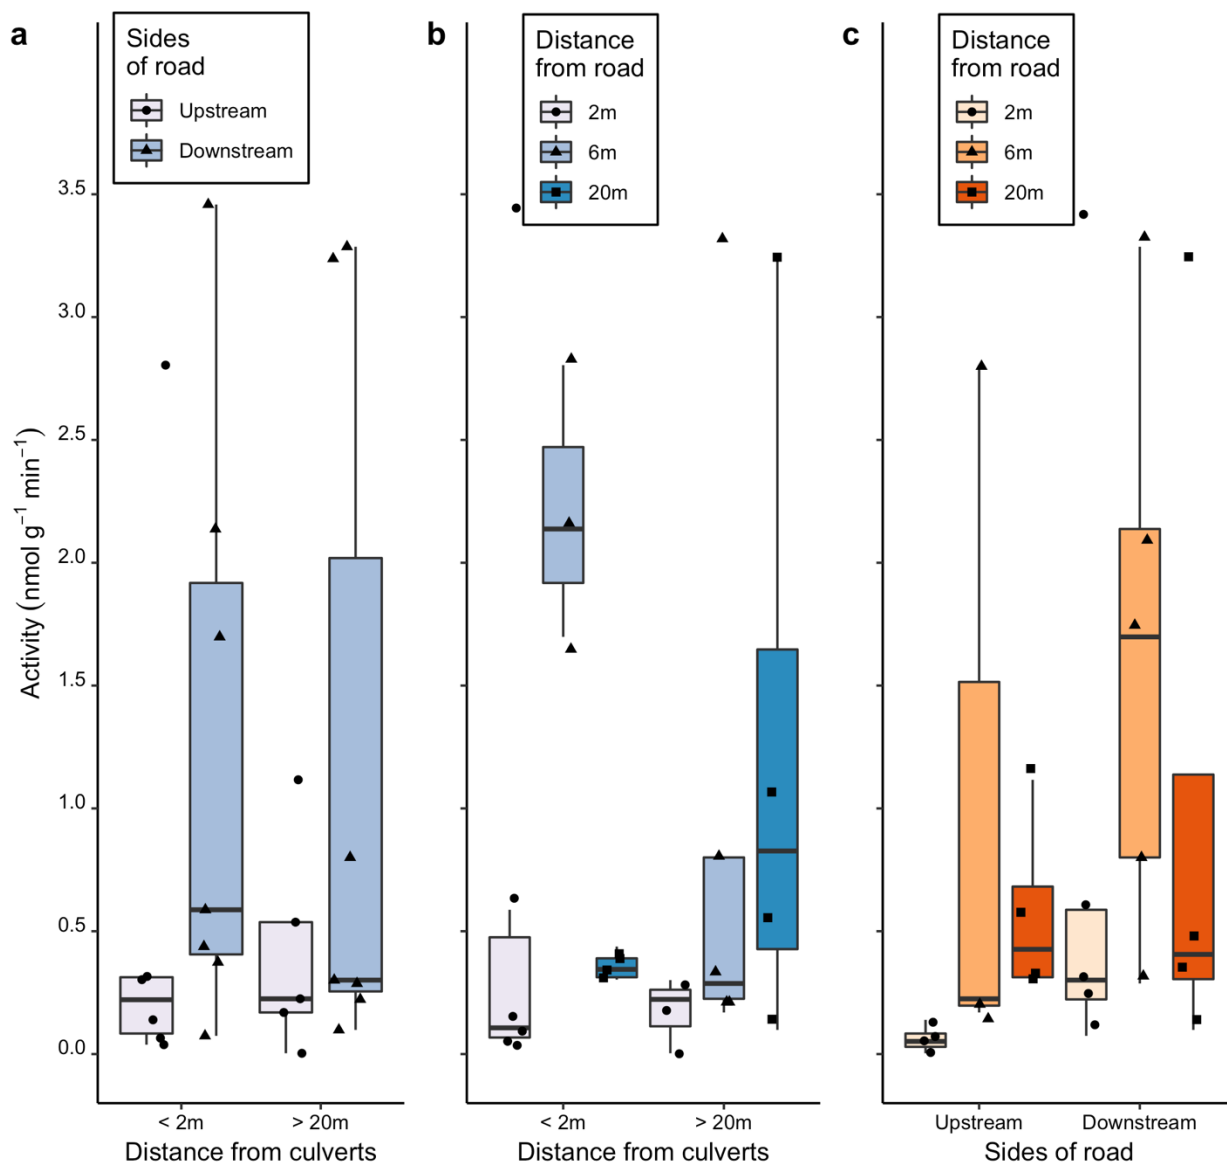 a
Sides
of road
Upstream
Downstream
Activity (nmol g⁻¹ min⁻¹)
3.5
3.0
2.5
2.0
1.5
1.0
0.5
0.0
< 2m
> 20m
Distance from culverts
b
Distance
from road
2m
6m
20m
< 2m
> 20m
Distance from culverts
c
Distance
from road
2m
6m
20m
Upstream
Downstream
Sides of road